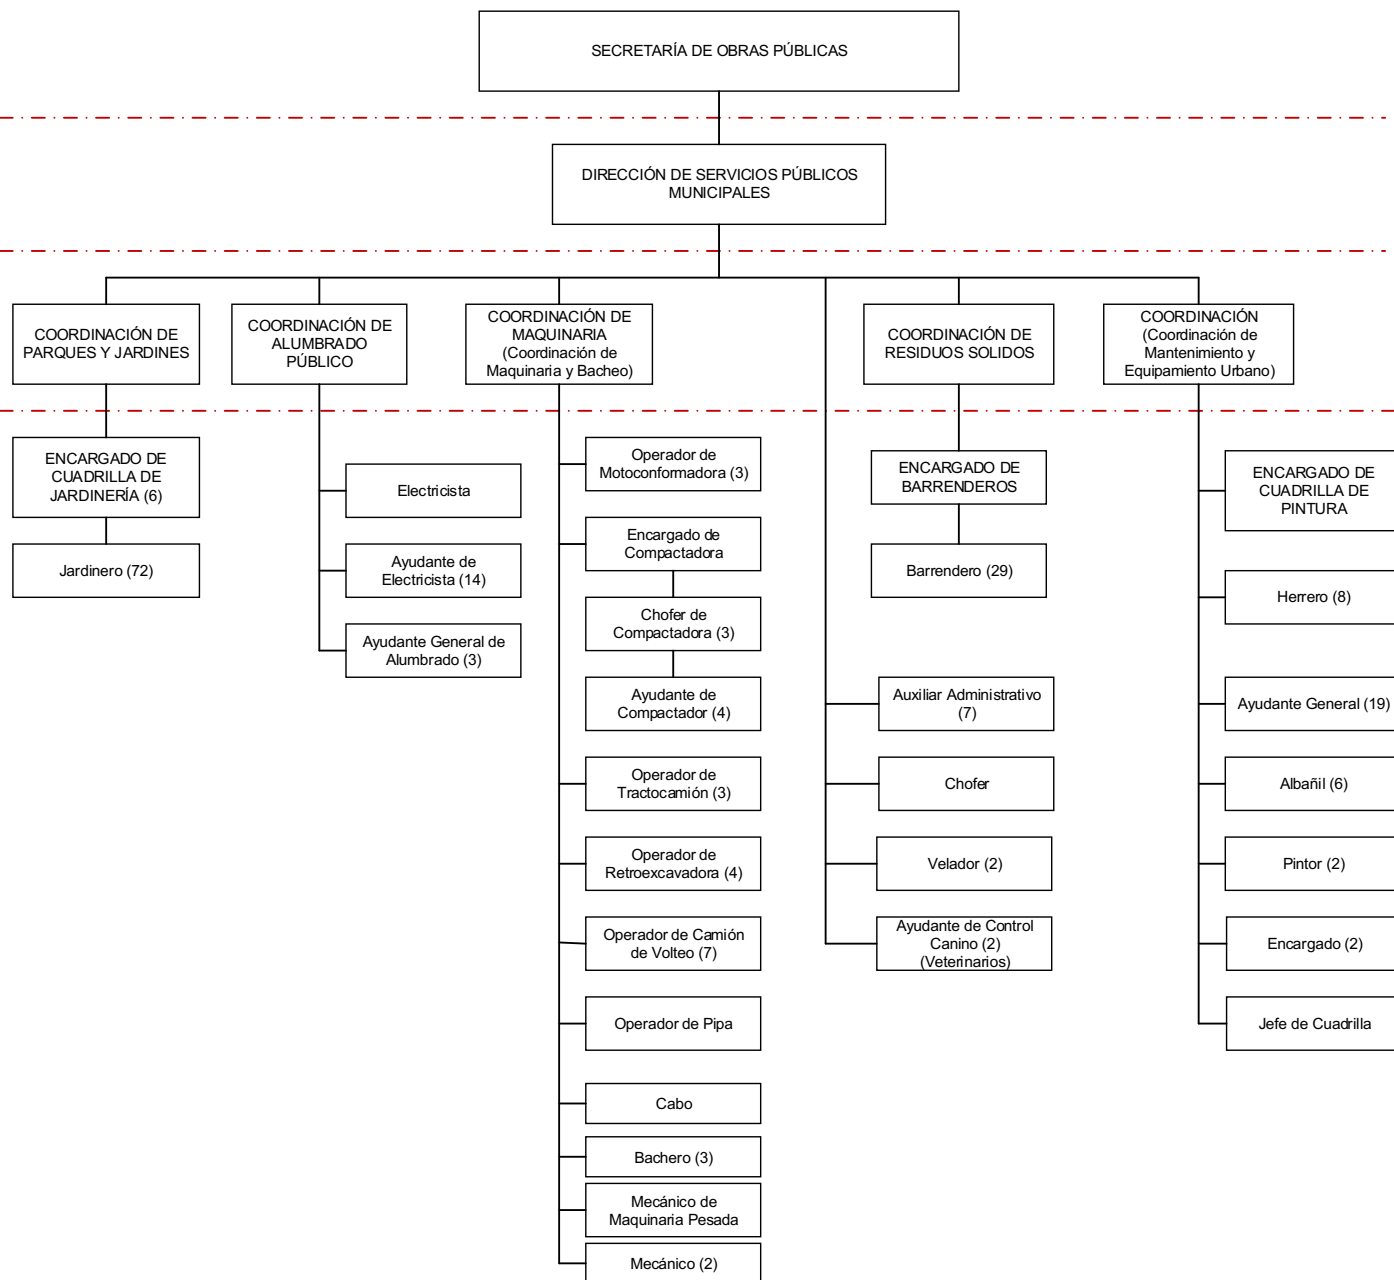 SECRETARÍA DE OBRAS PÚBLICAS
DIRECCIÓN DE SERVICIOS PÚBLICOS
MUNICIPALES
COORDINACIÓN DE
PARQUES Y JARDINES
COORDINACIÓN DE
ALUMBRADO
PÚBLICO
COORDINACIÓN DE
MAQUINARIA
(Coordinación de
Maquinaria y Bacheo)
COORDINACIÓN DE
RESIDUOS SOLIDOS
COORDINACIÓN
(Coordinación de
Mantenimiento y
Equipamiento Urbano)
ENCARGADO DE
CUADRILLA DE
JARDINERÍA (6)
Jardinero (72)
Electricista
Ayudante de
Electricista (14)
Ayudante General de
Alumbrado (3)
Operador de
Motoconformadora (3)
Encargado de
Compactadora
Chofer de
Compactadora (3)
Ayudante de
Compactador (4)
Operador de
Tractocamión (3)
Operador de
Retroexcavadora (4)
Operador de Camión
de Volteo (7)
Operador de Pipa
Cabo
Bachero (3)
Mecánico de
Maquinaria Pesada
Mecánico (2)
ENCARGADO DE
BARRENDEROS
Barrendero (29)
Auxiliar Administrativo
(7)
Chofer
Velador (2)
Ayudante de Control
Canino (2)
(Veterinarios)
ENCARGADO DE
CUADRILLA DE
PINTURA
Herrero (8)
Ayudante General (19)
Albañil (6)
Pintor (2)
Encargado (2)
Jefe de Cuadrilla